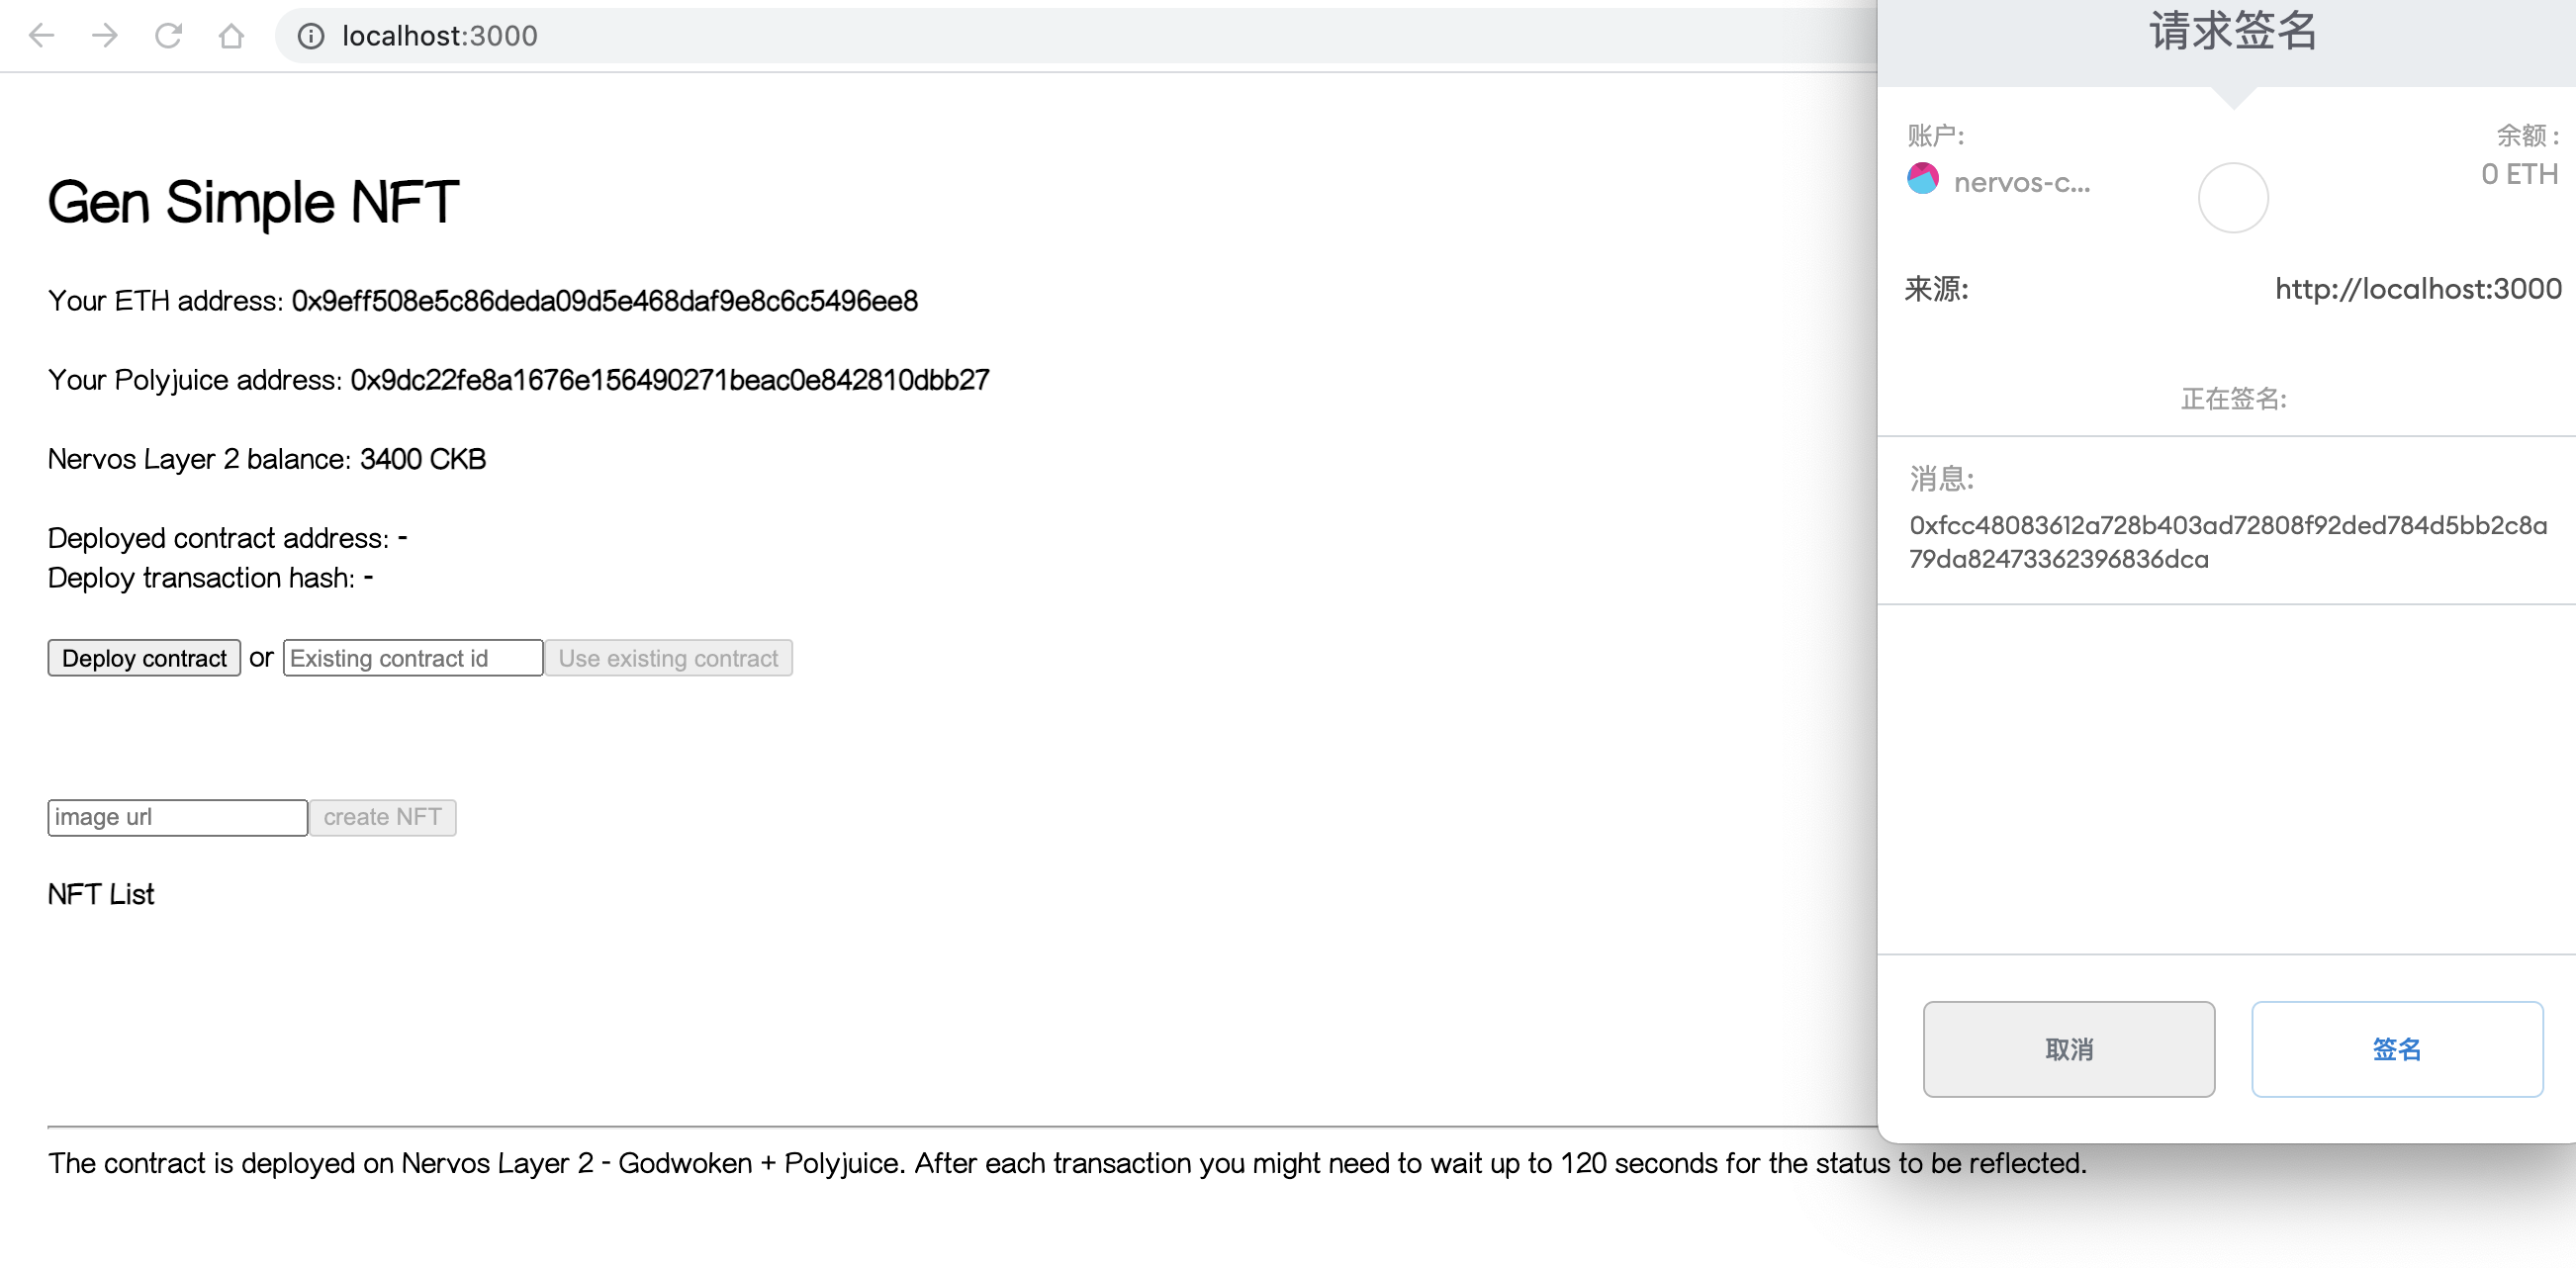 localhost:3000
Gen Simple NFT
Your ETH address: 0x9eff508e5c86deda09d5e468daf9e8c6c5496ee8
Your Polyjuice address: 0x9dc22fe8a1676e156490271beac0e842810dbb27
Nervos Layer 2 balance: 3400 CKB
Deployed contract address: -
Deploy transaction hash: -
Deploy contract or Existing contract id Use existing contract
image url create NFT
NFT List
The contract is deployed on Nervos Layer 2 - Godwoken + Polyjuice. After each transaction you might need to wait up to 120 seconds for the status to be reflected.
请求签名
账户: 余额 :
nervos-c... 0 ETH
来源: http://localhost:3000
正在签名:
消息:
0xfcc48083612a728b403ad72808f92ded784d5bb2c8a
79da82473362396836dca
取消 签名